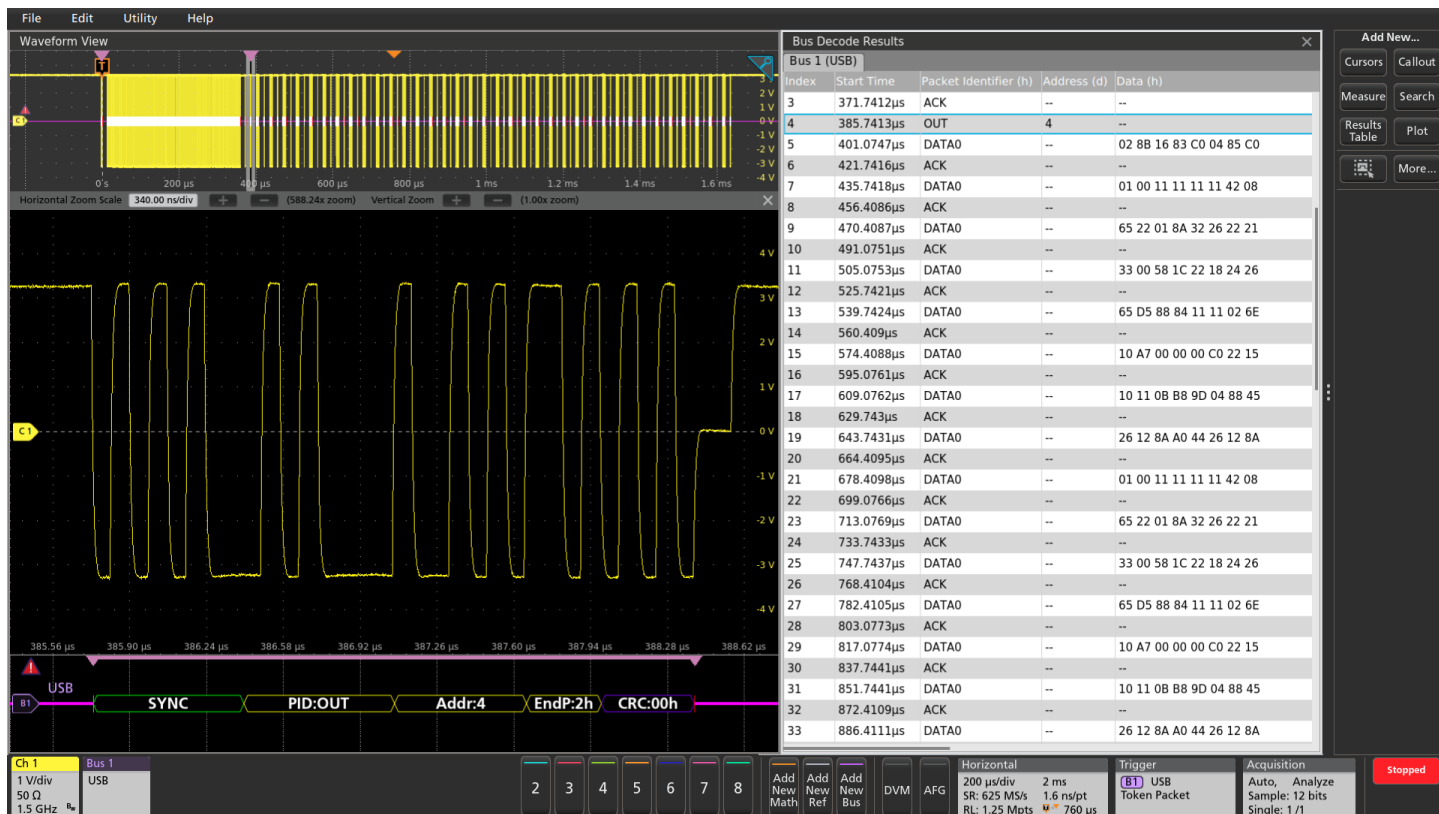 File Edit Utility Help
Waveform View
3 V
2 V
1 V
0 V
-1 V
-2 V
-3 V
-4 V
T
C 1
0 s 200 µs 400 µs 600 µs 800 µs 1 ms 1.2 ms 1.4 ms 1.6 ms
Horizontal Zoom Scale 340.00 ns/div + — (588.24x zoom) Vertical Zoom + — (1.00x zoom)
4 V
3 V
2 V
1 V
0 V
-1 V
-2 V
-3 V
-4 V
C 1
385.56 µs 385.90 µs 386.24 µs 386.58 µs 386.92 µs 387.26 µs 387.60 µs 387.94 µs 388.28 µs 388.62 µs
USB
B1 SYNC PID:OUT Addr:4 EndP:2h CRC:00h
Bus Decode Results
Bus 1 (USB)
Index Start Time Packet Identifier (h) Address (d) Data (h)
3 371.7412µs ACK -- --
4 385.7413µs OUT 4 --
5 401.0747µs DATA0 -- 02 8B 16 83 C0 04 85 C0
6 421.7416µs ACK -- --
7 435.7418µs DATA0 -- 01 00 11 11 11 11 42 08
8 456.4086µs ACK -- --
9 470.4087µs DATA0 -- 65 22 01 8A 32 26 22 21
10 491.0751µs ACK -- --
11 505.0753µs DATA0 -- 33 00 58 1C 22 18 24 26
12 525.7421µs ACK -- --
13 539.7424µs DATA0 -- 65 D5 88 84 11 11 02 6E
14 560.409µs ACK -- --
15 574.4088µs DATA0 -- 10 A7 00 00 00 C0 22 15
16 595.0761µs ACK -- --
17 609.0762µs DATA0 -- 10 11 0B B8 9D 04 88 45
18 629.743µs ACK -- --
19 643.7431µs DATA0 -- 26 12 8A A0 44 26 12 8A
20 664.4095µs ACK -- --
21 678.4098µs DATA0 -- 01 00 11 11 11 11 42 08
22 699.0766µs ACK -- --
23 713.0769µs DATA0 -- 65 22 01 8A 32 26 22 21
24 733.7433µs ACK -- --
25 747.7437µs DATA0 -- 33 00 58 1C 22 18 24 26
26 768.4104µs ACK -- --
27 782.4105µs DATA0 -- 65 D5 88 84 11 11 02 6E
28 803.0773µs ACK -- --
29 817.0774µs DATA0 -- 10 A7 00 00 00 C0 22 15
30 837.7441µs ACK -- --
31 851.7441µs DATA0 -- 10 11 0B B8 9D 04 88 45
32 872.4109µs ACK -- --
33 886.4111µs DATA0 -- 26 12 8A A0 44 26 12 8A
Add New...
Cursors Callout
Measure Search
Results Table Plot
More...
Ch 1
1 V/div
50 Ω
1.5 GHz
Bus 1
USB
2 3 4 5 6 7 8
Add New Math
Add New Ref
Add New Bus
DVM AFG
Horizontal
200 µs/div 2 ms
SR: 625 MS/s 1.6 ns/pt
RL: 1.25 Mpts 760 µs
Trigger
B1 USB
Token Packet
Acquisition
Auto, Analyze
Sample: 12 bits
Single: 1 /1
Stopped